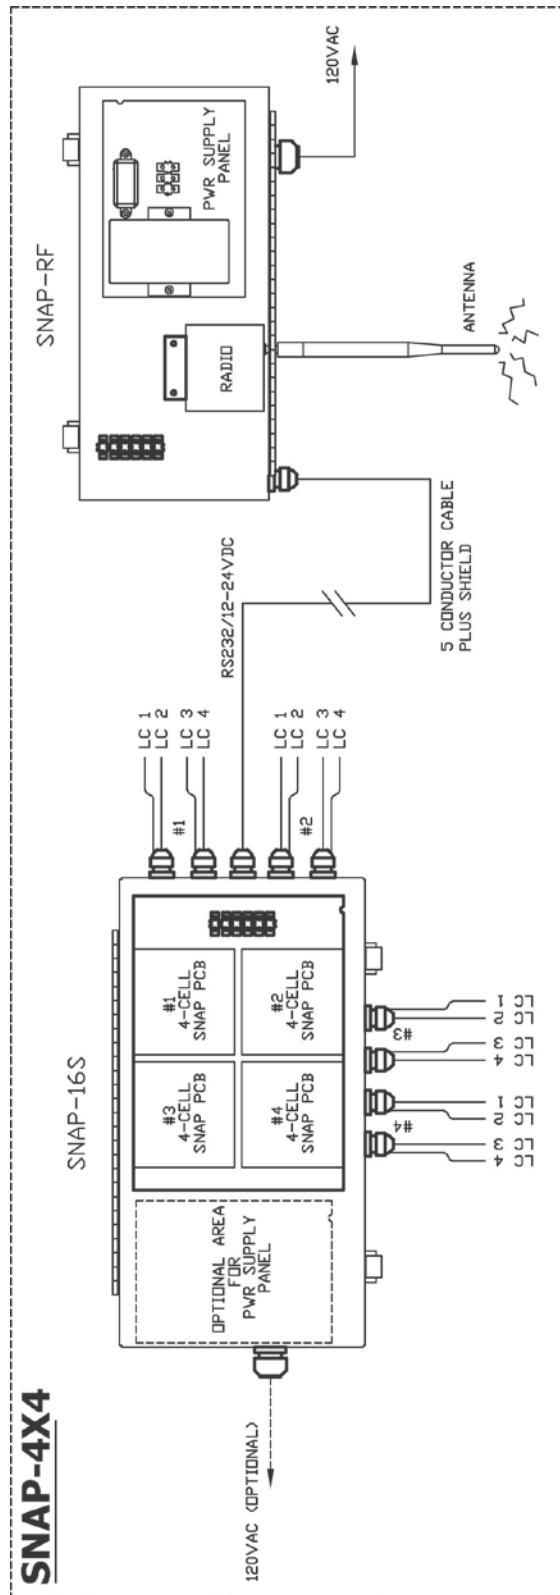 SNAP-4X4
SNAP-16S
SNAP-RF
120VAC (OPTIONAL)
OPTIONAL AREA
FOR
PWR SUPPLY
PANEL
#3
4-CELL
SNAP PCB
#1
4-CELL
SNAP PCB
#4
4-CELL
SNAP PCB
#2
4-CELL
SNAP PCB
LC 1
LC 2
#1
LC 3
LC 4
RS232/12-24VDC
LC 1
LC 2
#2
LC 3
LC 4
LC 1
LC 2
#3
LC 3
LC 4
LC 1
LC 2
#4
LC 3
LC 4
5 CONDUCTOR CABLE
PLUS SHIELD
RADIO
PWR SUPPLY
PANEL
ANTENNA
120VAC